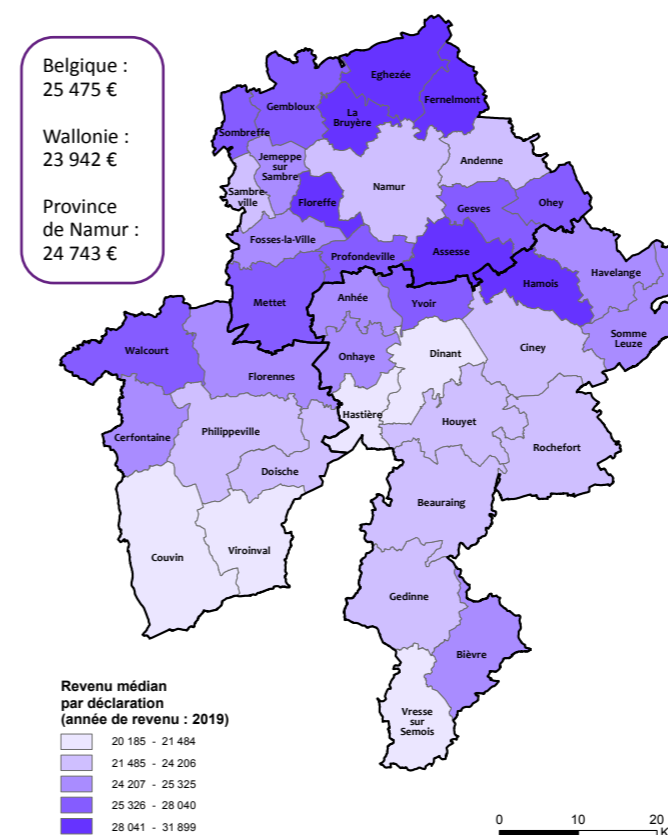 Belgique :
25 475 €
Wallonie :
23 942 €
Province
de Namur :
24 743 €
Eghezée
Gembloux
Fernelmont
La
Bruyère
Sombreffe
Jemeppe
sur
Sambre
Andenne
Sambre-
ville
Namur
Floreffe
Gesves
Ohey
Fosses-la-Ville
Profondeville
Assesse
Havelange
Hamois
Mettet
Anhée
Yvoir
Somme
Leuze
Walcourt
Onhaye
Dinant
Ciney
Florennes
Hastière
Houyet
Philippeville
Cerfontaine
Rochefort
Doische
Beauraing
Couvin
Viroinval
Gedinne
Bièvre
Vresse
sur
Semois
Revenu médian
par déclaration
(année de revenu : 2019)
20 185 - 21 484
21 485 - 24 206
24 207 - 25 325
25 326 - 28 040
28 041 - 31 899
0 10 20